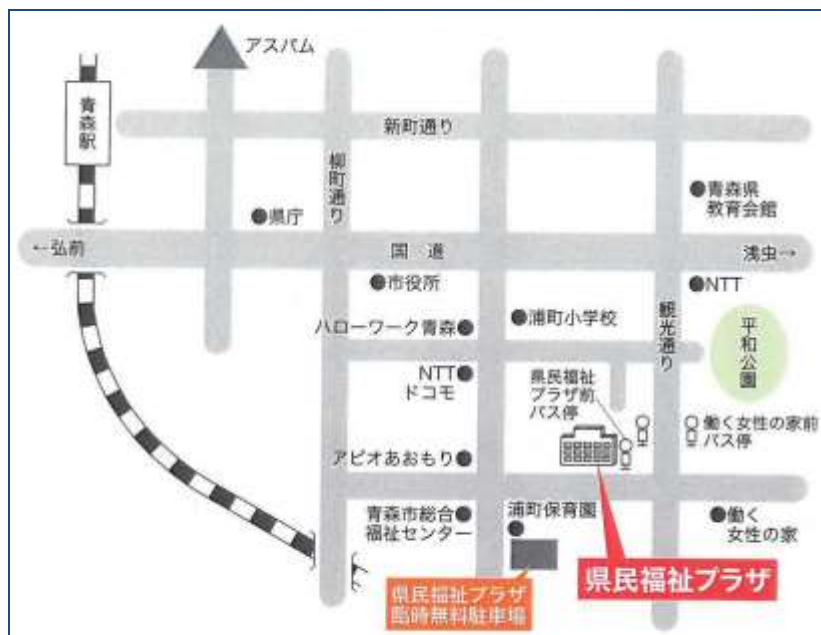 アスパム
青森駅
新町通り
柳町通り
●県庁
●青森県
教育会館
←弘前
国 道
浅虫→
●市役所
●NTT
観光通り
●浦町小学校
ハローワーク青森●
平和公園
NTT●
ドコモ
県民福祉
プラザ前
バス停
働く女性の家前
バス停
アピオあおもり●
青森市総合●
福祉センター
浦町保育園
●働く
女性の家
県民福祉プラザ
県民福祉プラザ
臨時無料駐車場